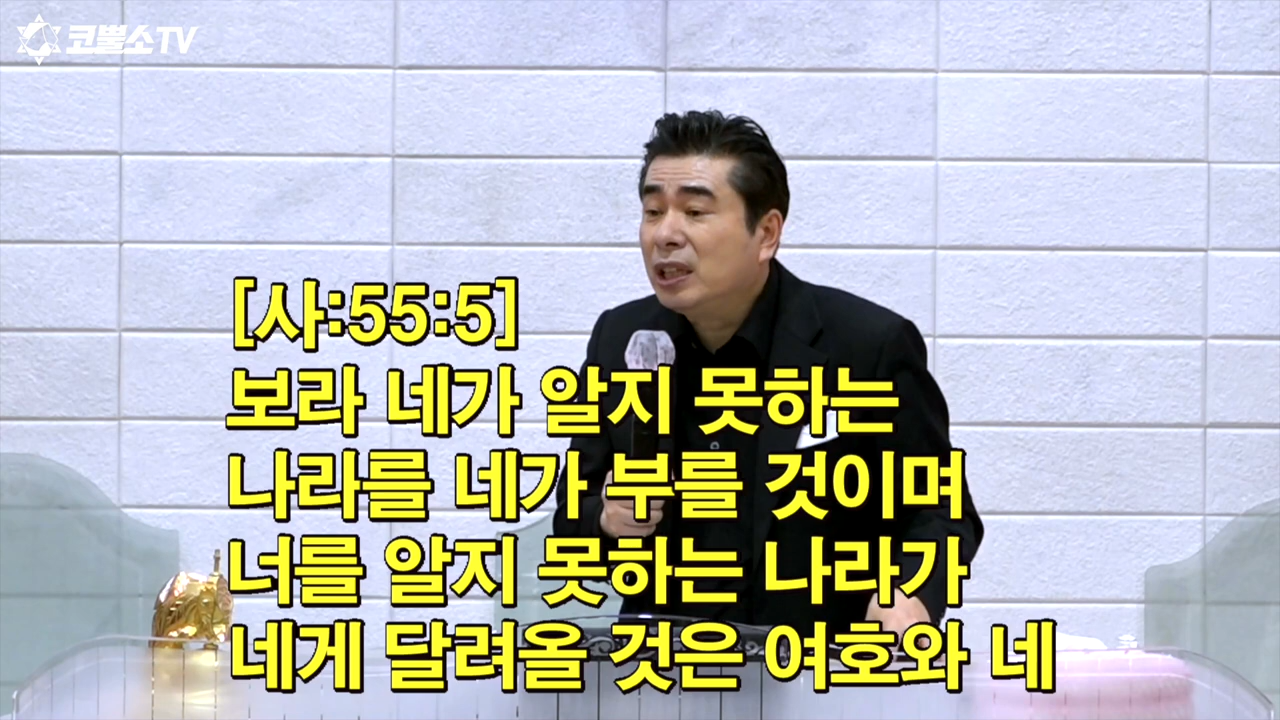 코뿔소TV
[사:55:5]
보라 네가 알지 못하는
나라를 네가 부를 것이며
너를 알지 못하는 나라가
네게 달려올 것은 여호와 네